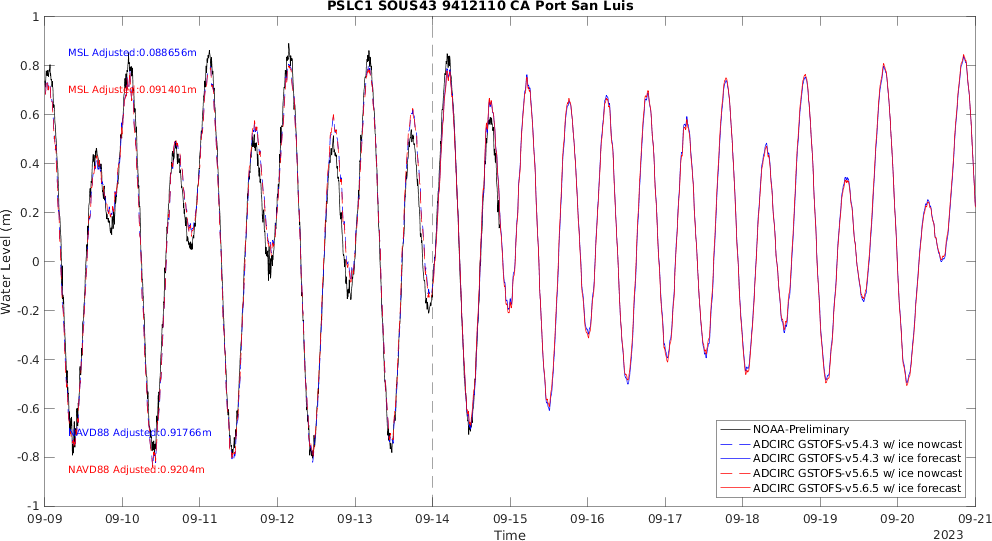 PSLC1 SOUS43 9412110 CA Port San Luis
1
0.8
0.6
0.4
0.2
0
-0.2
-0.4
-0.6
-0.8
-1
Water Level (m)
MSL Adjusted:0.088656m
MSL Adjusted:0.091401m
NAVD88 Adjusted:0.91766m
NAVD88 Adjusted:0.9204m
NOAA-Preliminary
ADCIRC GSTOFS-v5.4.3 w/ ice nowcast
ADCIRC GSTOFS-v5.4.3 w/ ice forecast
ADCIRC GSTOFS-v5.6.5 w/ ice nowcast
ADCIRC GSTOFS-v5.6.5 w/ ice forecast
09-09 09-10 09-11 09-12 09-13 09-14 09-15 09-16 09-17 09-18 09-19 09-20 09-21
Time
2023